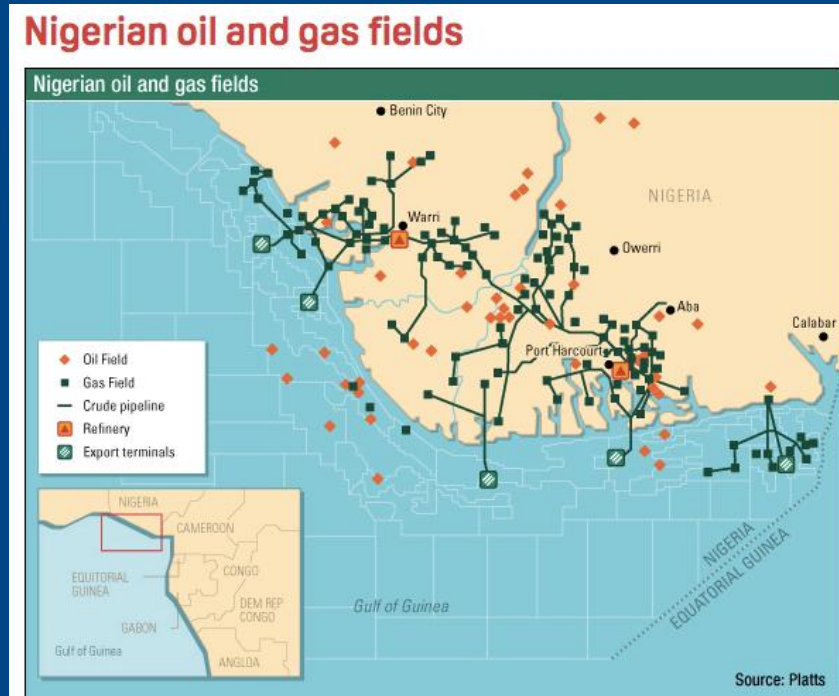 Nigerian oil and gas fields
Nigerian oil and gas fields
Benin City
NIGERIA
Warri
Owerri
Aba
Calabar
Port Harcourt
Oil Field
Gas Field
Crude pipeline
Refinery
Export terminals
NIGERIA
EQUATORIAL GUINEA
NIGERIA
CAMEROON
EQUITORIAL
GUINEA
CONGO
DEM REP
CONGO
GABON
Gulf of Guinea
ANGLOA
Gulf of Guinea
Source: Platts